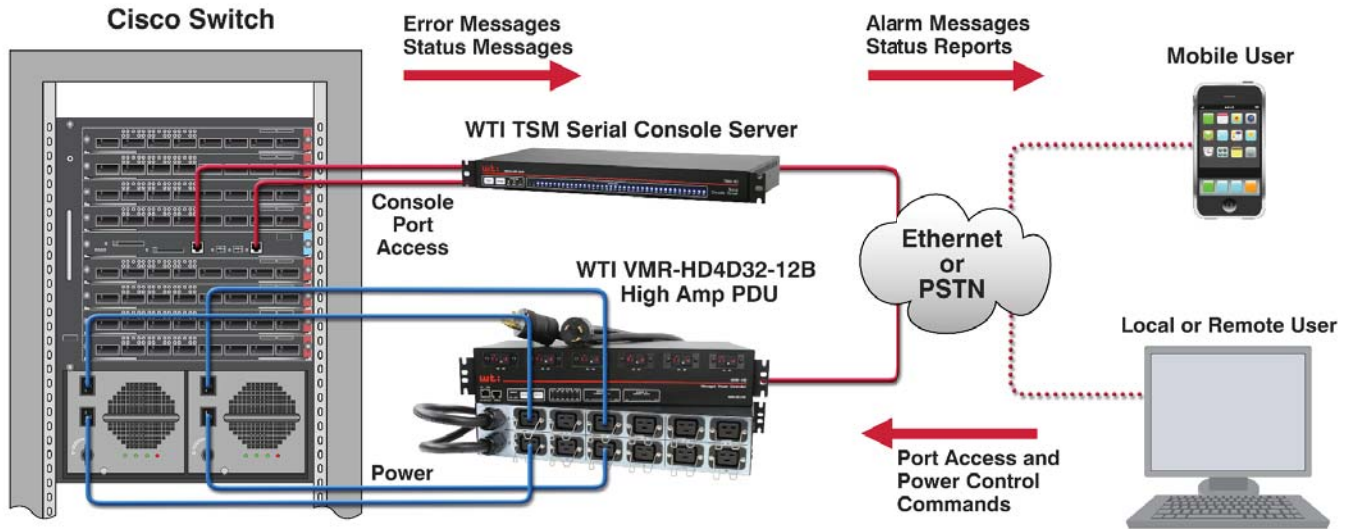 Cisco Switch
Error Messages
Status Messages
Alarm Messages
Status Reports
Mobile User
WTI TSM Serial Console Server
wti
Console
Port
Access
Ethernet
or
PSTN
WTI VMR-HD4D32-12B
High Amp PDU
Local or Remote User
wti
Power
Port Access and
Power Control
Commands